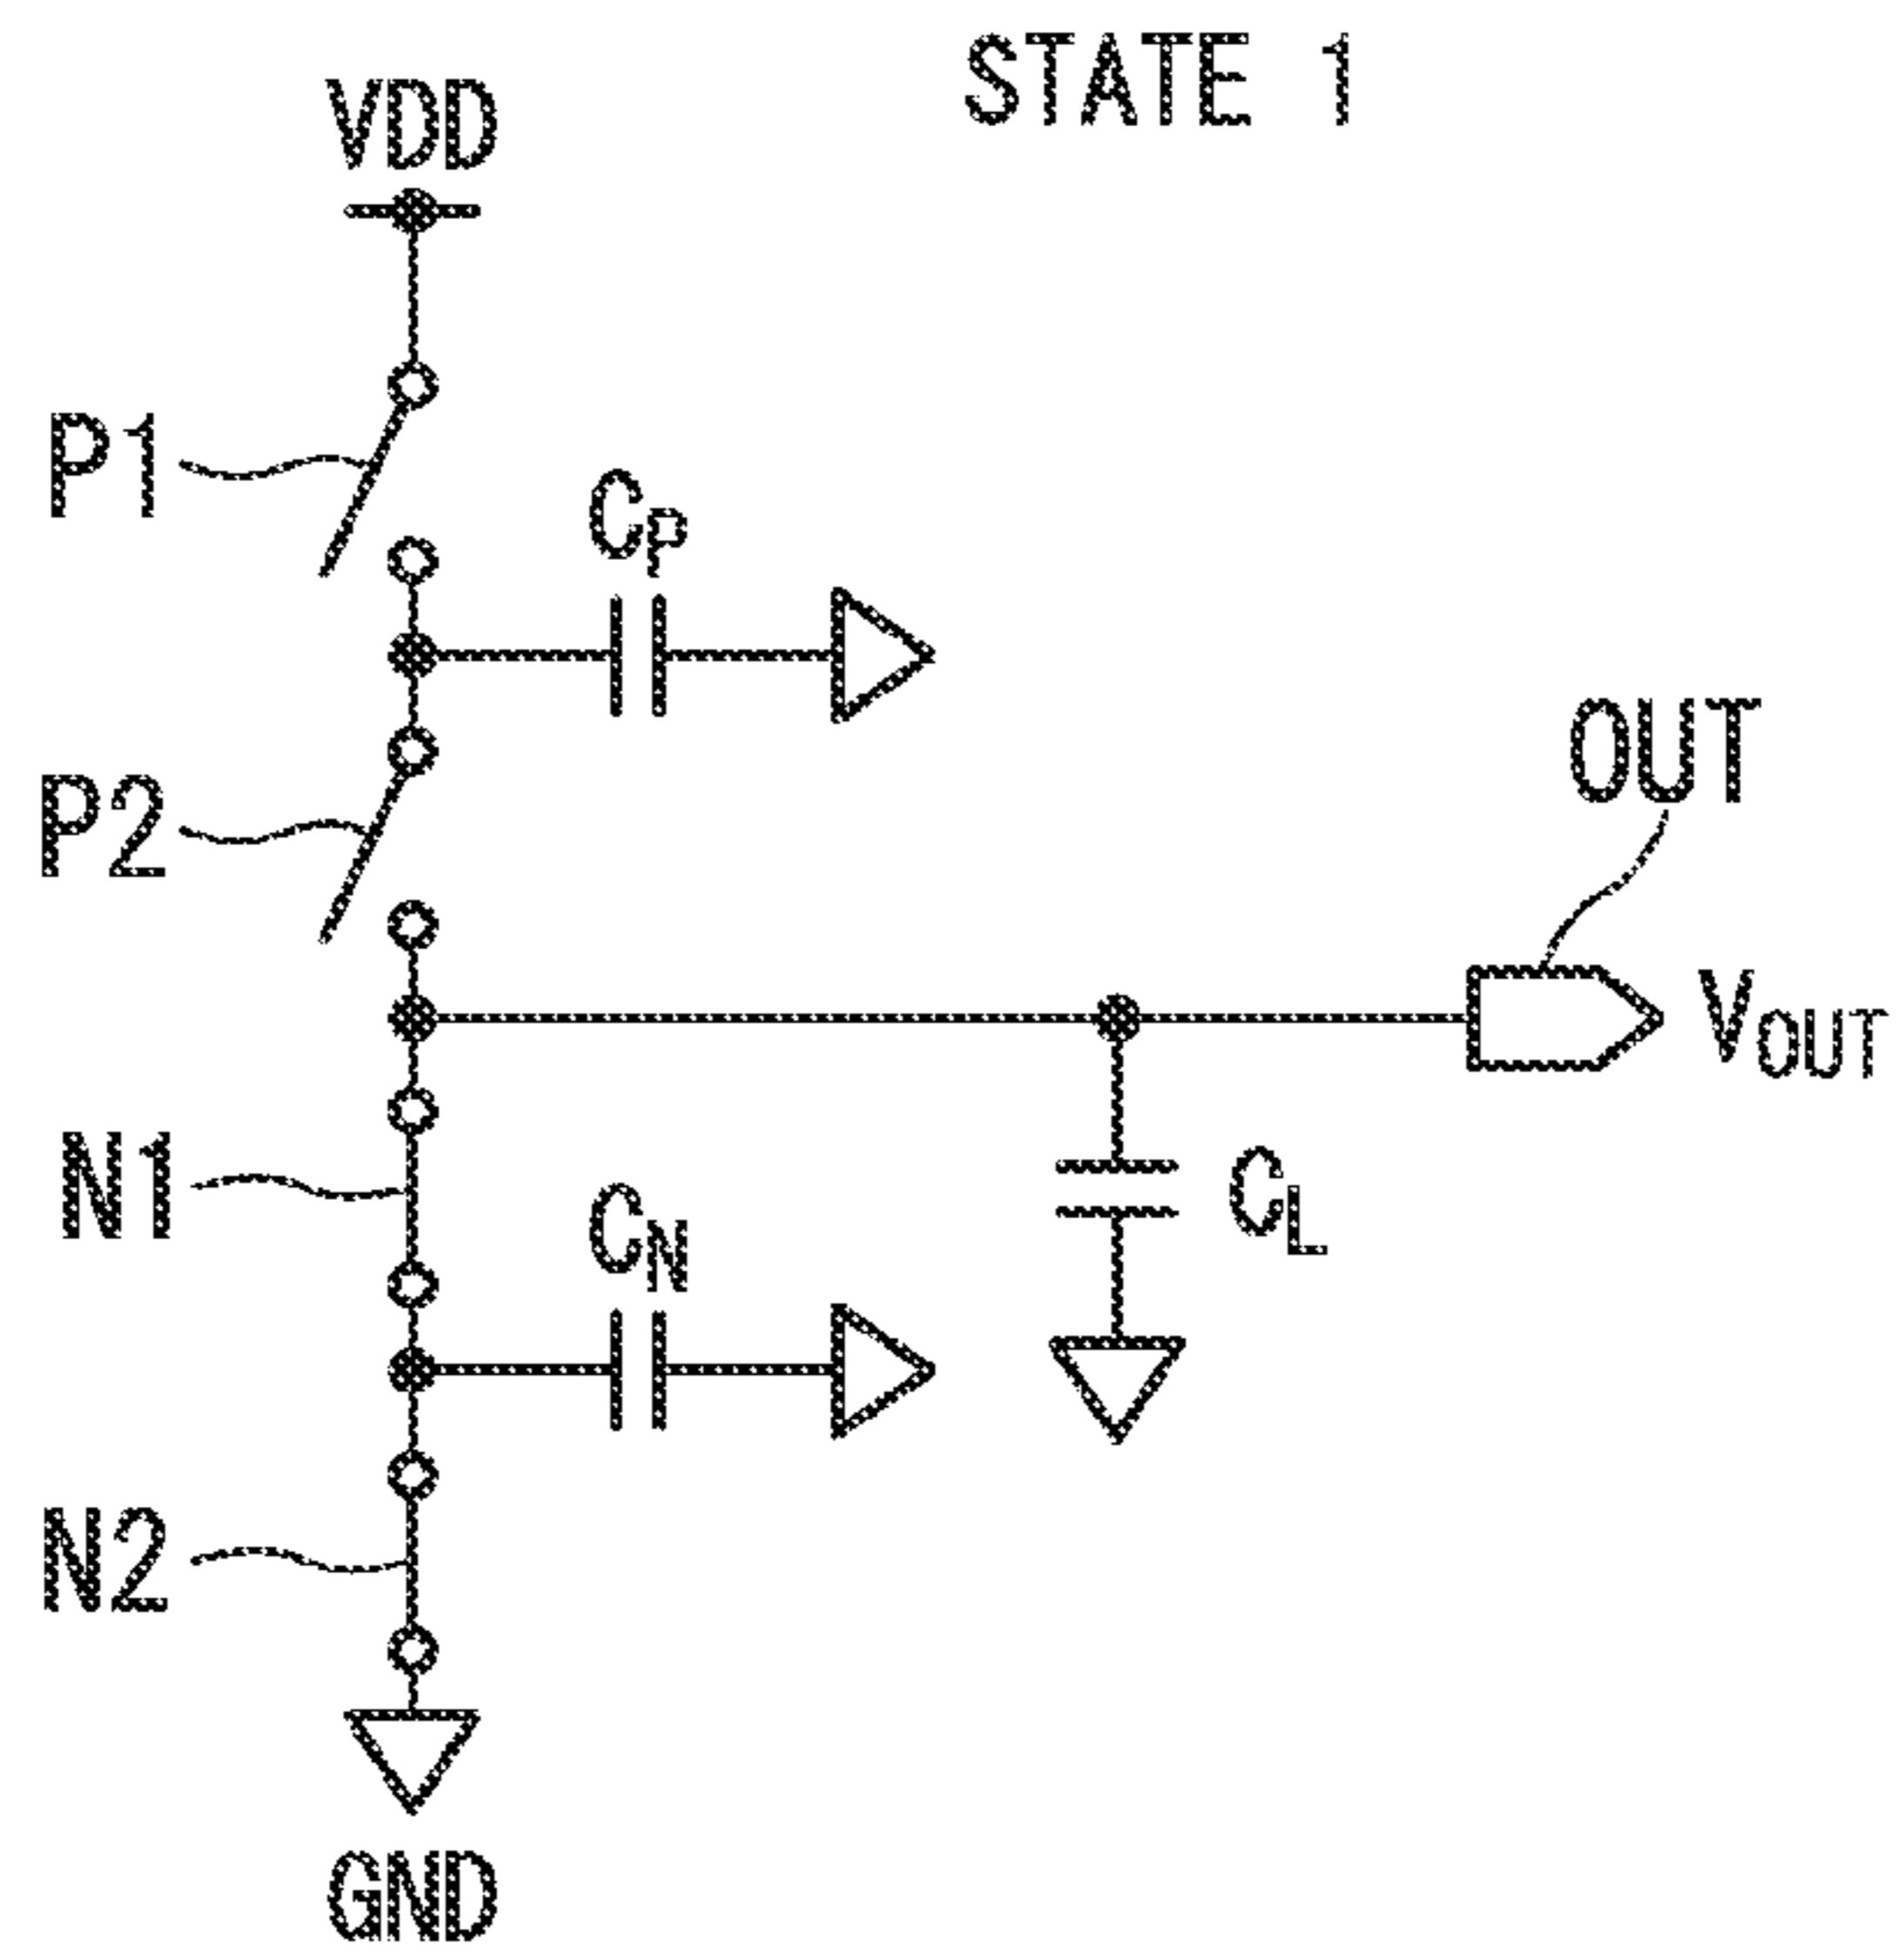 STATE 1
VDD
P1
CP
P2
OUT
VOUT
N1
CN
CL
N2
GND